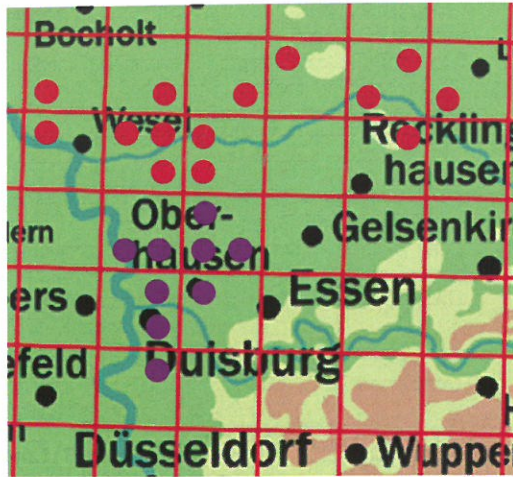 Bocholt
L
Wesel
Reckling
hausen
Ober-
hausen
lern
Gelsenkir
ers
Essen
efeld
Duisburg
H
n
Düsseldorf
Wupper